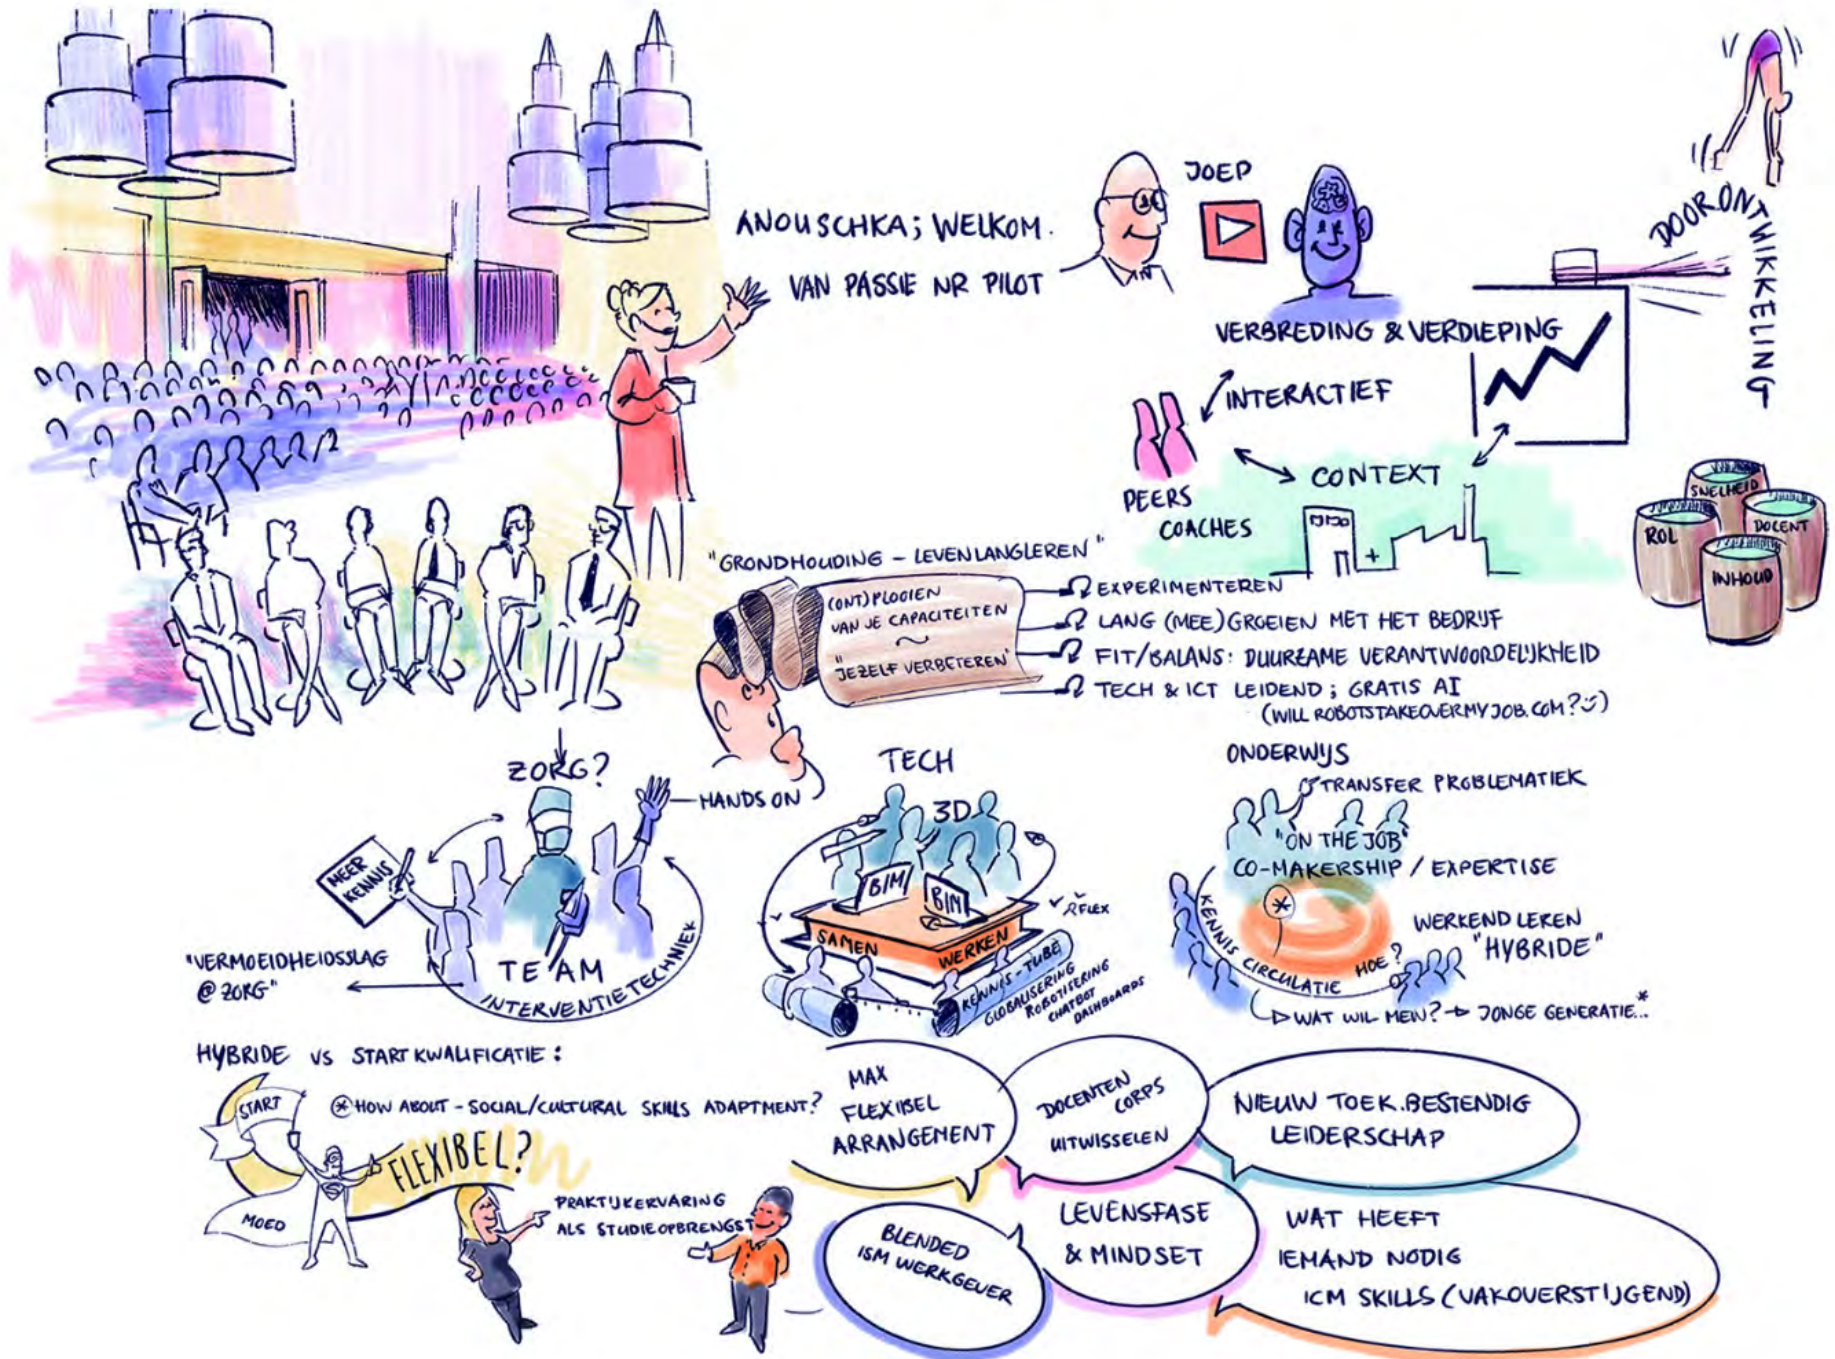 ANOUSCHKA; WELKOM.
VAN PASSIE NR PILOT
JOEP
DOORONTWIKKELING
VERBREDING & VERDIEPING
INTERACTIEF
CONTEXT
PEERS
COACHES
SNELHEID
ROL
DOCENT
INHOUD
"GRONDHOUDING - LEVENLANGLEREN"
(ONT)PLOOIEN
VAN JE CAPACITEITEN
~
"JEZELF VERBETEREN"
EXPERIMENTEREN
LANG (MEE)GROEIEN MET HET BEDRIJF
FIT/BALANS: DUURZAME VERANTWOORDELIJKHEID
TECH & ICT LEIDEND; GRATIS AI
(WILL ROBOTSTAKEOVERMYJOB.COM?
ZORG?
HANDS ON
MEER
KENNIS
TEAM
INTERVENTIETECHNIEK
"VERMOEIDHEIDSSLAG
@ ZORG"
TECH
3D
BIM
BIM
FLEX
SAMEN WERKEN
KENNIS-TUBE
GLOBALISERING
ROBOTISERING
CHATBOT
DASHBOARDS
ONDERWIJS
TRANSFER PROBLEMATIEK
"ON THE JOB"
CO-MAKERSHIP / EXPERTISE
*
WERKEND LEREN
"HYBRIDE"
KENNIS CIRCULATIE
HOE?
WAT WIL MEN? → JONGE GENERATIE...*
HYBRIDE VS STARTKWALIFICATIE:
* HOW ABOUT - SOCIAL/CULTURAL SKILLS ADAPTMENT?
START
FLEXIBEL?
MOED
PRAKTIJKERVARING
ALS STUDIEOPBRENGST
MAX
FLEXIBEL
ARRANGEMENT
DOCENTEN
CORPS
UITWISSELEN
NIEUW TOEK.BESTENDIG
LEIDERSCHAP
BLENDED
ISM WERKGEVER
LEVENSFASE
& MINDSET
WAT HEEFT
IEMAND NODIG
ICM SKILLS (VAKOVERSTIJGEND)